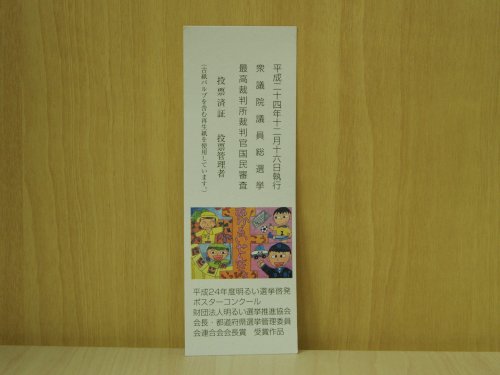 平成二十四年十二月十六日執行
衆議院議員総選挙
最高裁判所裁判官国民審査
投票済証　投票管理者
（古紙パルプを含む再生紙を使用しています。）
平成24年度明るい選挙啓発
ポスターコンクール
財団法人明るい選挙推進協会
会長・都道府県選挙管理委員
会連合会会長賞　受賞作品